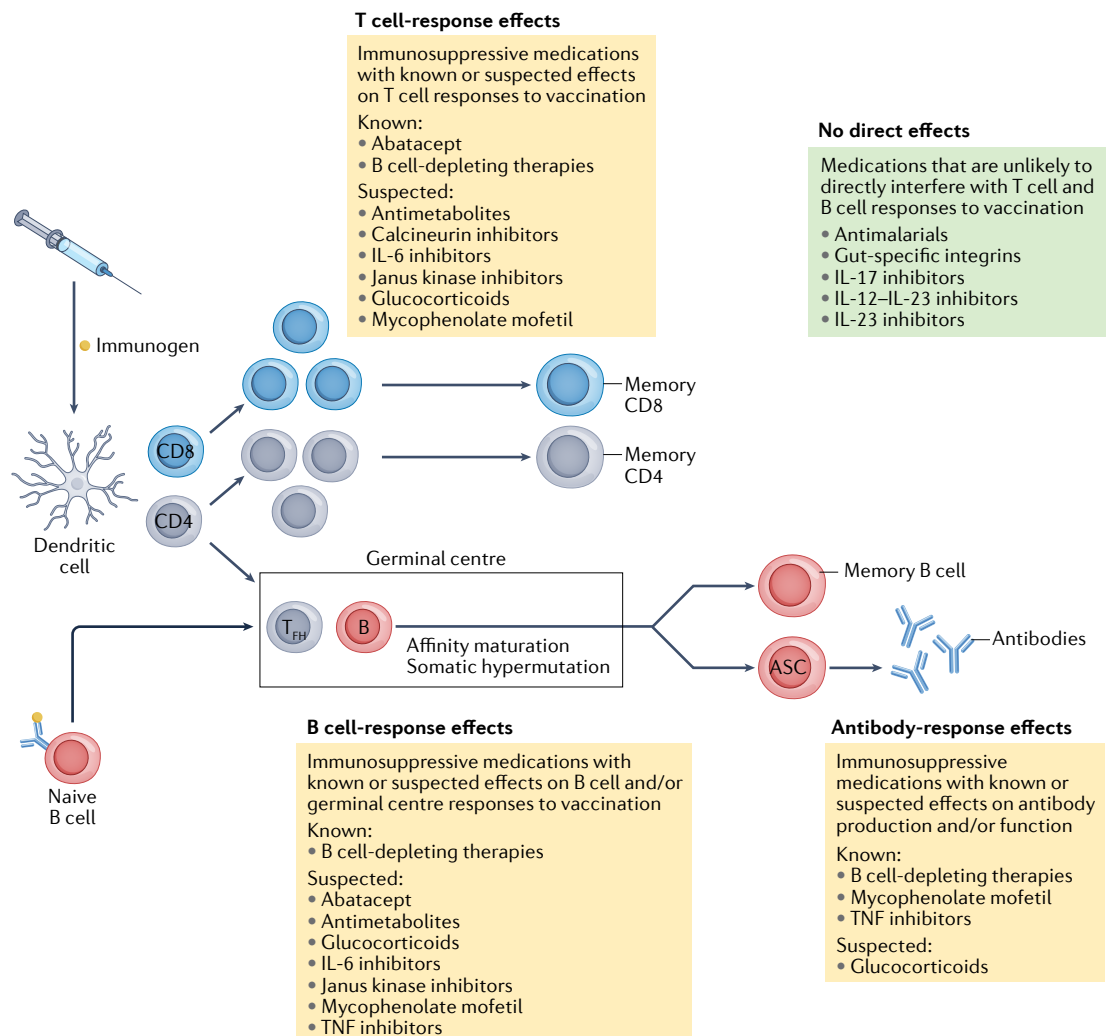 T cell-response effects
Immunosuppressive medications
with known or suspected effects
on T cell responses to vaccination
Known:
• Abatacept
• B cell-depleting therapies
Suspected:
• Antimetabolites
• Calcineurin inhibitors
• IL-6 inhibitors
• Janus kinase inhibitors
• Glucocorticoids
• Mycophenolate mofetil
No direct effects
Medications that are unlikely to
directly interfere with T cell and
B cell responses to vaccination
• Antimalarials
• Gut-specific integrins
• IL-17 inhibitors
• IL-12–IL-23 inhibitors
• IL-23 inhibitors
Immunogen
Dendritic
cell
CD8
CD4
Memory
CD8
Memory
CD4
Germinal centre
TFH
B
Affinity maturation
Somatic hypermutation
Memory B cell
ASC
Antibodies
Naive
B cell
B cell-response effects
Immunosuppressive medications with
known or suspected effects on B cell and/or
germinal centre responses to vaccination
Known:
• B cell-depleting therapies
Suspected:
• Abatacept
• Antimetabolites
• Glucocorticoids
• IL-6 inhibitors
• Janus kinase inhibitors
• Mycophenolate mofetil
• TNF inhibitors
Antibody-response effects
Immunosuppressive
medications with known or
suspected effects on antibody
production and/or function
Known:
• B cell-depleting therapies
• Mycophenolate mofetil
• TNF inhibitors
Suspected:
• Glucocorticoids